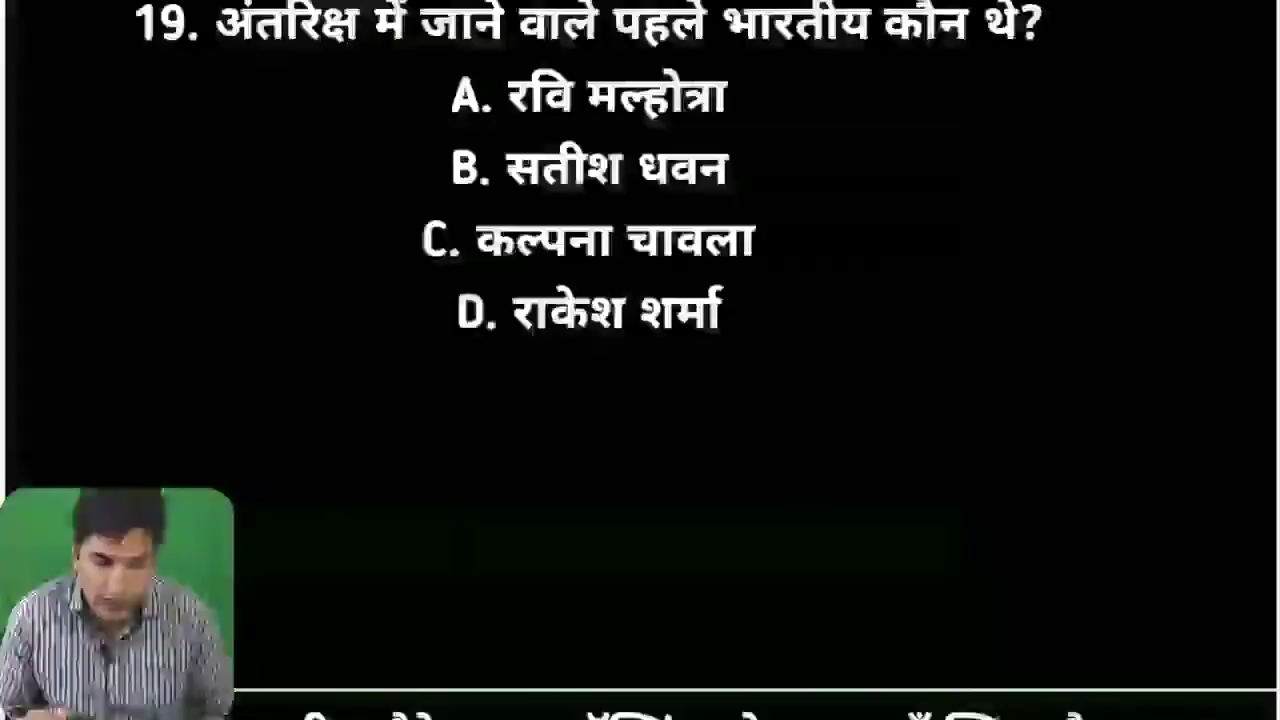 19. अंतरिक्ष में जाने वाले पहले भारतीय कौन थे?
A. रवि मल्होत्रा
B. सतीश धवन
C. कल्पना चावला
D. राकेश शर्मा